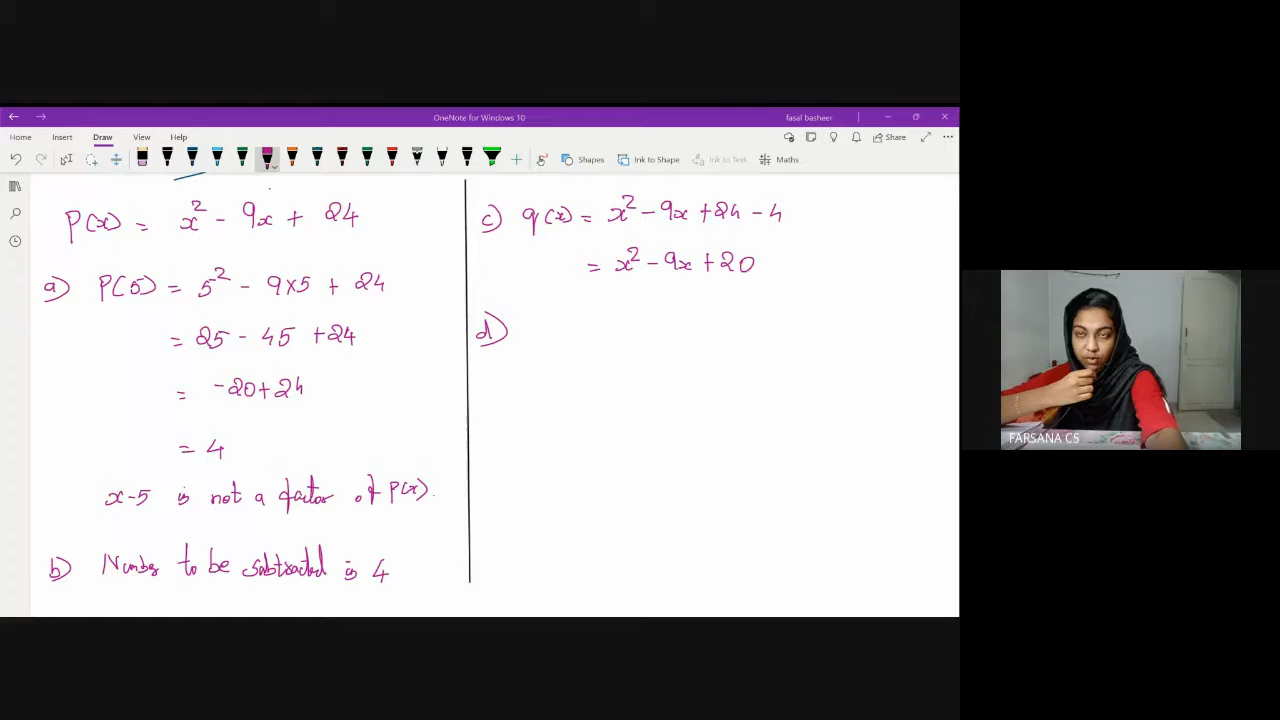 OneNote for Windows 10
fasal basheer
Home Insert Draw View Help
Share
Shapes Ink to Shape Ink to Text Maths
P(x) = x² - 9x + 24
a) P(5) = 5² - 9×5 + 24
= 25 - 45 + 24
= -20+24
= 4
x-5 is not a factor of P(x).
b) Number to be subtracted is 4
c) q(x) = x² - 9x + 24 - 4
= x² - 9x + 20
d)
FARSANA CS